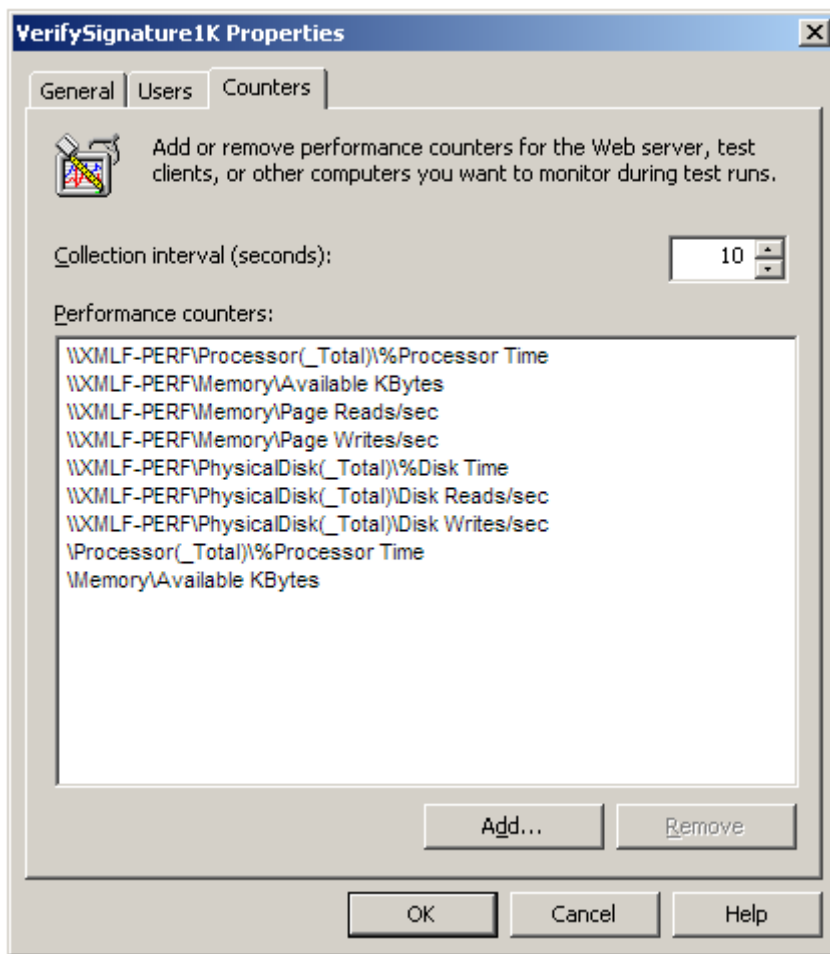 VerifySignature1K Properties
General
Users
Counters
Add or remove performance counters for the Web server, test
clients, or other computers you want to monitor during test runs.
Collection interval (seconds):
10
Performance counters:
\\XMLF-PERF\Processor(_Total)\%Processor Time
\\XMLF-PERF\Memory\Available KBytes
\\XMLF-PERF\Memory\Page Reads/sec
\\XMLF-PERF\Memory\Page Writes/sec
\\XMLF-PERF\PhysicalDisk(_Total)\%Disk Time
\\XMLF-PERF\PhysicalDisk(_Total)\Disk Reads/sec
\\XMLF-PERF\PhysicalDisk(_Total)\Disk Writes/sec
\Processor(_Total)\%Processor Time
\Memory\Available KBytes
Add...
Remove
OK
Cancel
Help